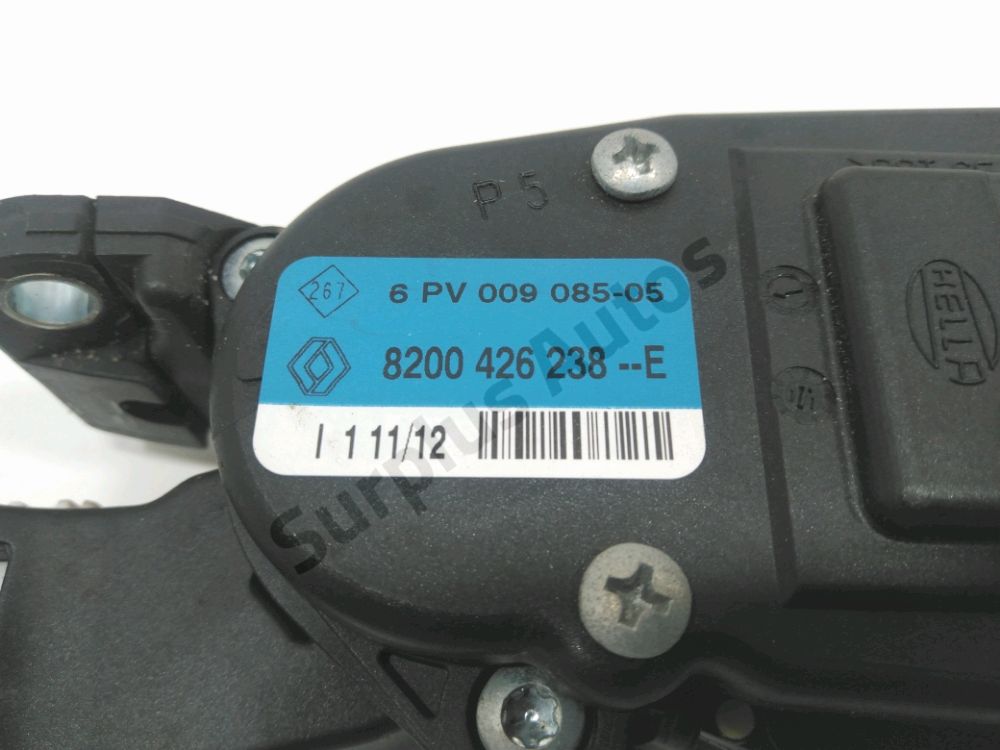 P 5
267
6 PV 009 085-05
8200 426 238 --E
I 1 11/12
HELLA
Surplus Autos